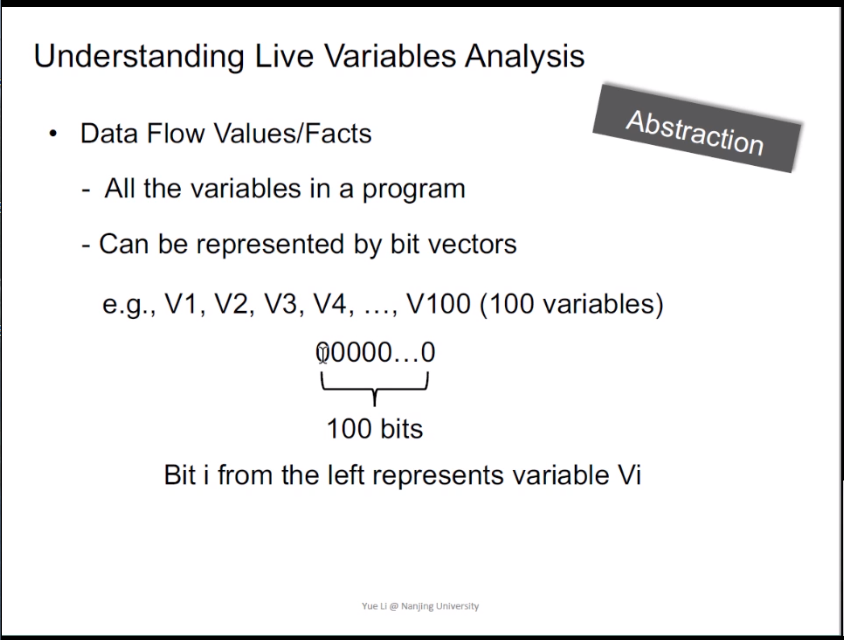 Understanding Live Variables Analysis
Abstraction
• Data Flow Values/Facts
- All the variables in a program
- Can be represented by bit vectors
e.g., V1, V2, V3, V4, …, V100 (100 variables)
00000…0
100 bits
Bit i from the left represents variable Vi
Yue Li @ Nanjing University